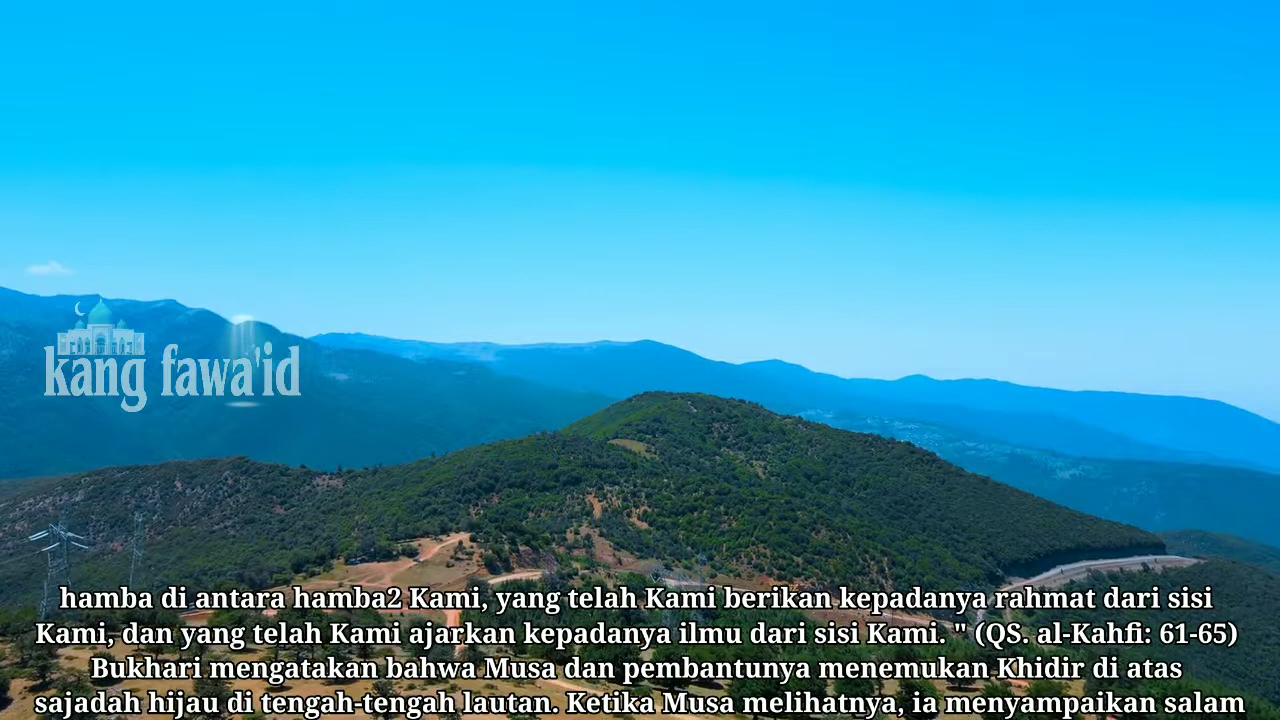 kang fawa'id
hamba di antara hamba2 Kami, yang telah Kami berikan kepadanya rahmat dari sisi
Kami, dan yang telah Kami ajarkan kepadanya ilmu dari sisi Kami. " (QS. al-Kahfi: 61-65)
Bukhari mengatakan bahwa Musa dan pembantunya menemukan Khidir di atas
sajadah hijau di tengah-tengah lautan. Ketika Musa melihatnya, ia menyampaikan salam